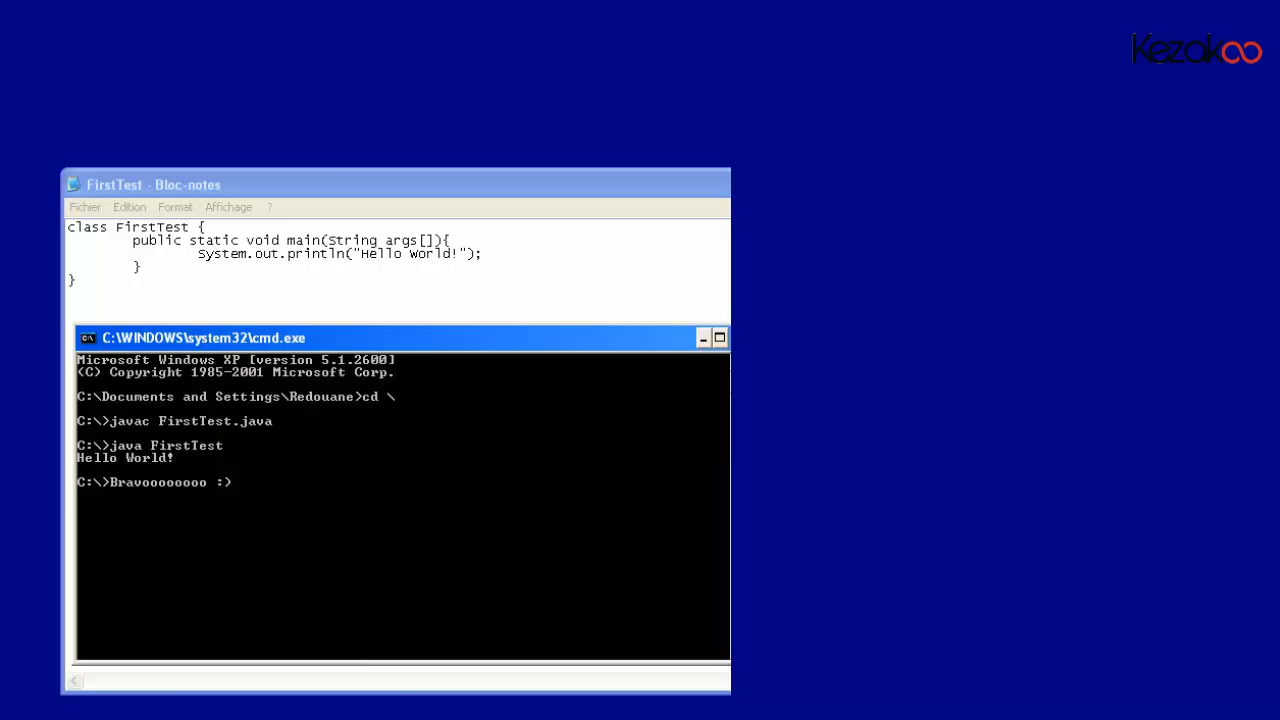 Kezakoo
FirstTest - Bloc-notes
Fichier Edition Format Affichage ?
class FirstTest {
public static void main(String args[]){
System.out.println("Hello World!");
}
}
C:\WINDOWS\system32\cmd.exe
Microsoft Windows XP [version 5.1.2600]
(C) Copyright 1985-2001 Microsoft Corp.
C:\Documents and Settings\Redouane>cd \
C:\>javac FirstTest.java
C:\>java FirstTest
Hello World!
C:\>Bravoooooooo :)